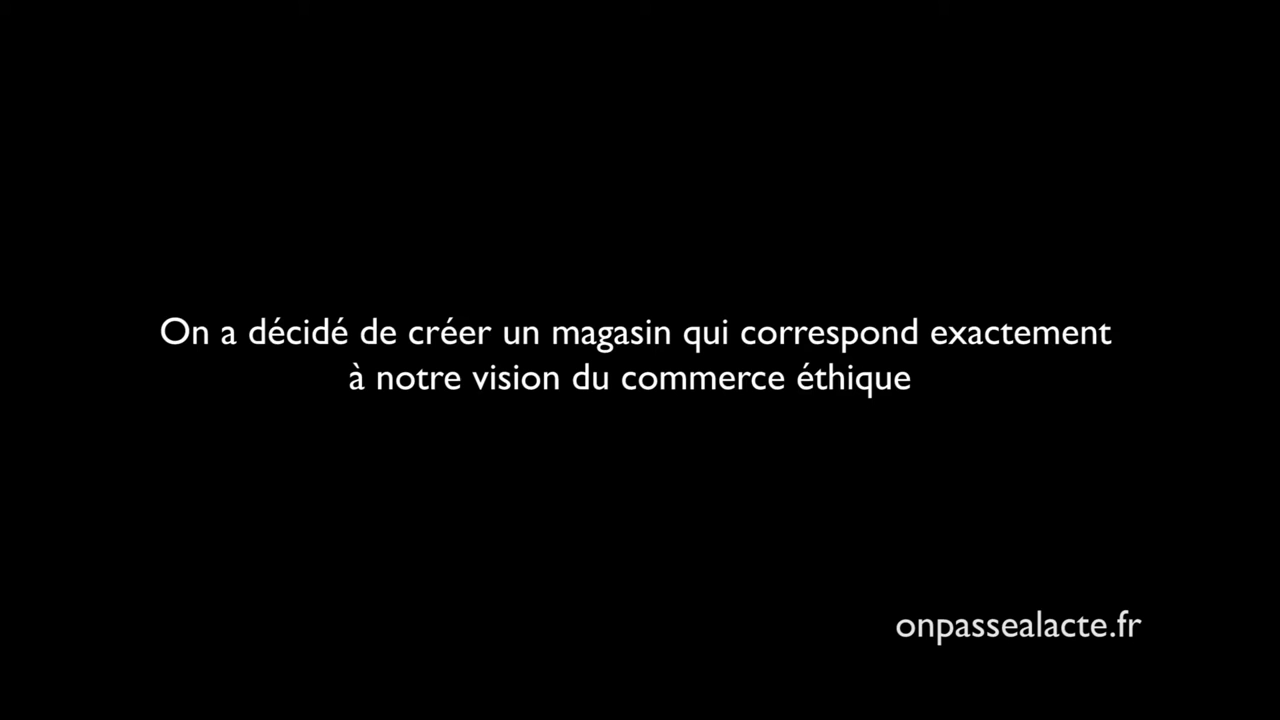 On a décidé de créer un magasin qui correspond exactement
à notre vision du commerce éthique
onpassealacte.fr